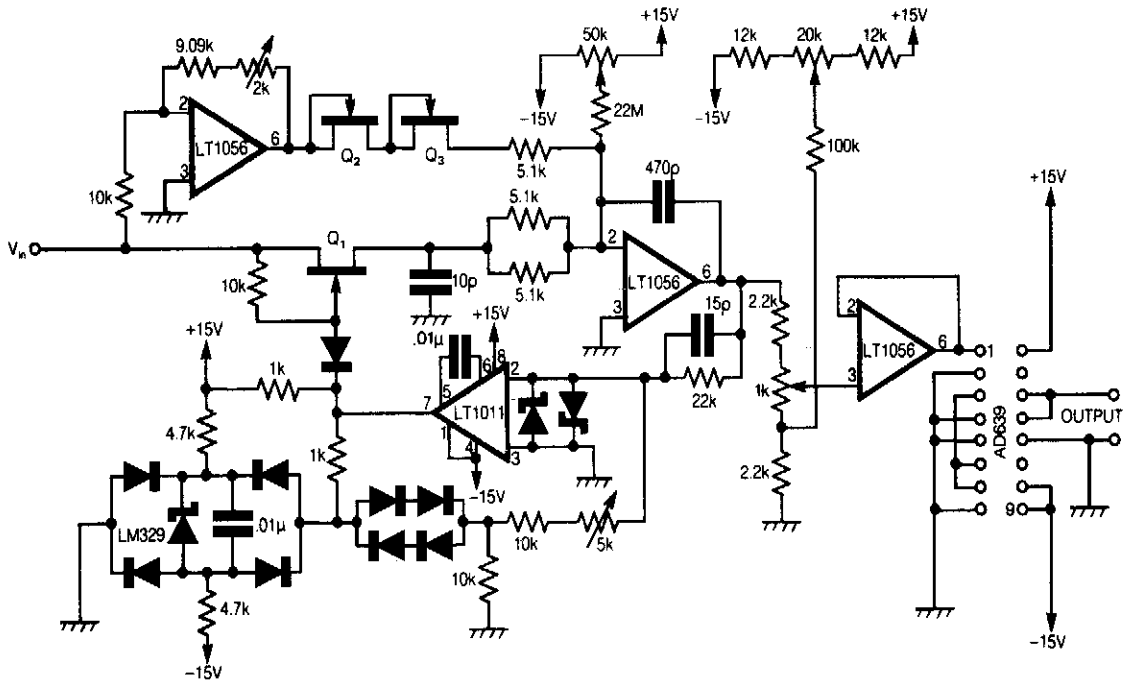 +15V
50k
+15V
12k
20k
12k
9.09k
2k
-15V
-15V
2
LT1056
6
22M
3
Q2
Q3
100k
10k
5.1k
470p
+15V
5.1k
Vin
Q1
2
6
10k
10p
5.1k
LT1056
2.2k
3
15p
2
6
+15V
+15V
.01µ
LT1056
1
6
8
2
1k
3
1k
5
22k
7
LT1011
OUTPUT
4.7k
1
AD639
1k
4
3
2.2k
-15V
LM329
.01µ
10k
5k
9
10k
4.7k
-15V
-15V